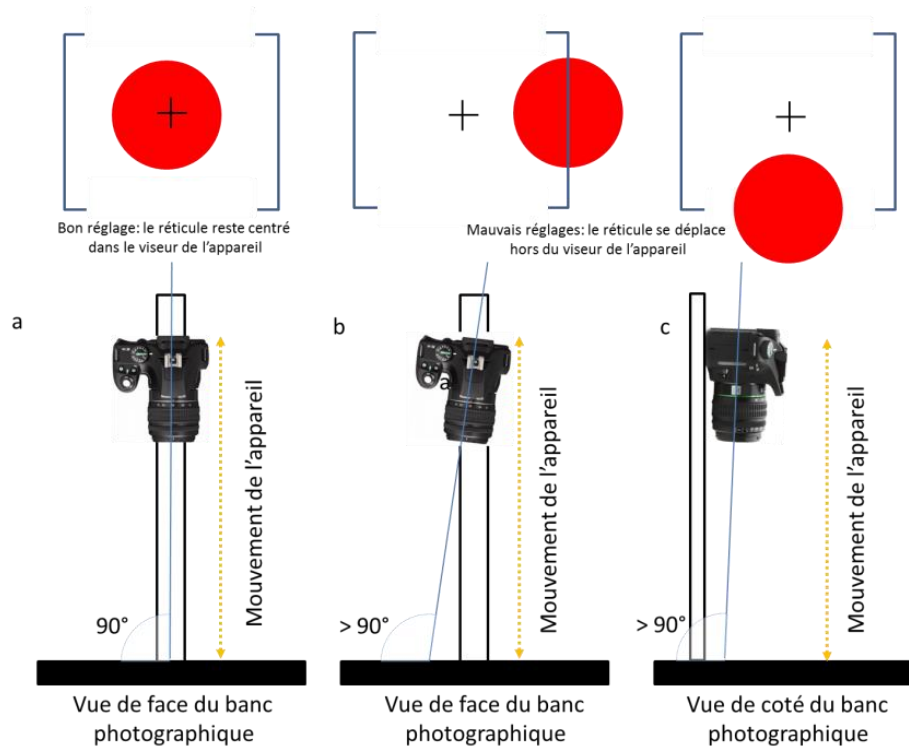 Bon réglage: le réticule reste centré
dans le viseur de l'appareil
Mauvais réglages: le réticule se déplace
hors du viseur de l'appareil
a
b
c
a
Mouvement de l'appareil
Mouvement de l'appareil
Mouvement de l'appareil
90°
> 90°
> 90°
Vue de face du banc
photographique
Vue de face du banc
photographique
Vue de coté du banc
photographique